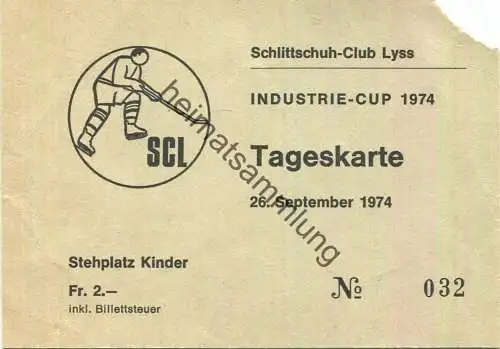 Schlittschuh-Club Lyss
INDUSTRIE-CUP 1974
SCL
Tageskarte
26. September 1974
Stehplatz Kinder
Fr. 2.—
inkl. Billettsteuer
№ 032
heimatsammlung.de